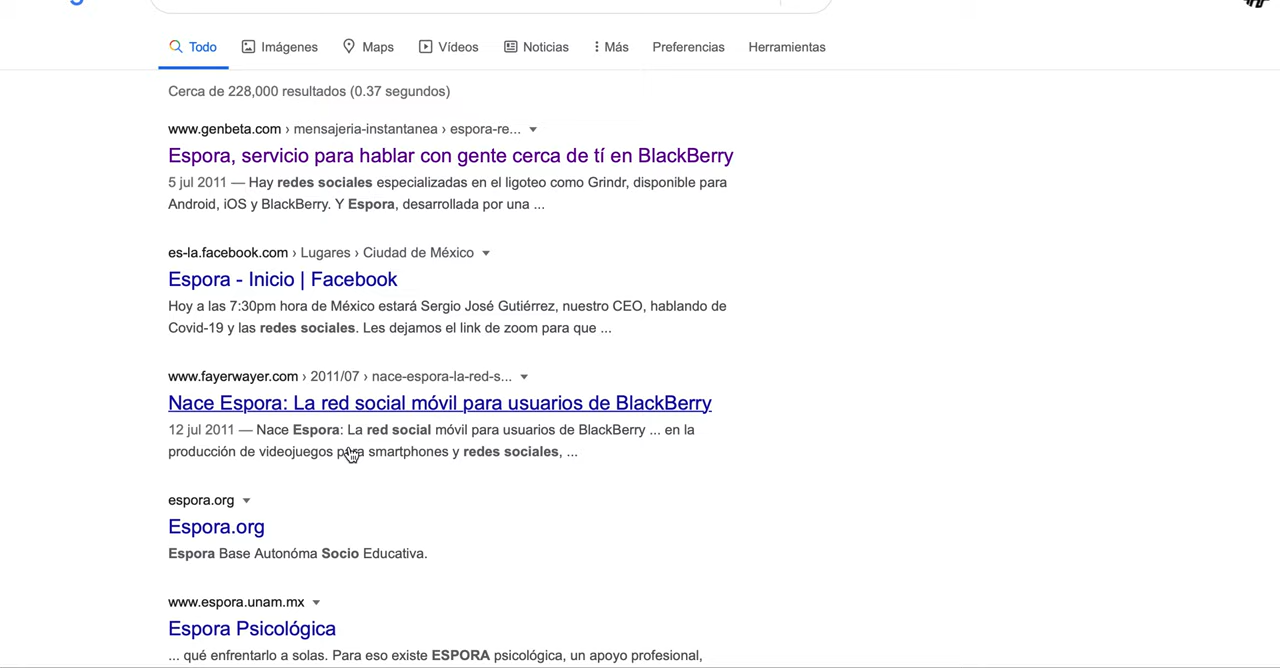 Todo Imágenes Maps Vídeos Noticias Más Preferencias Herramientas
Cerca de 228,000 resultados (0.37 segundos)
www.genbeta.com › mensajeria-instantanea › espora-re...
Espora, servicio para hablar con gente cerca de tí en BlackBerry
5 jul 2011 — Hay redes sociales especializadas en el ligoteo como Grindr, disponible para
Android, iOS y BlackBerry. Y Espora, desarrollada por una ...
es-la.facebook.com › Lugares › Ciudad de México
Espora - Inicio | Facebook
Hoy a las 7:30pm hora de México estará Sergio José Gutiérrez, nuestro CEO, hablando de
Covid-19 y las redes sociales. Les dejamos el link de zoom para que ...
www.fayerwayer.com › 2011/07 › nace-espora-la-red-s...
Nace Espora: La red social móvil para usuarios de BlackBerry
12 jul 2011 — Nace Espora: La red social móvil para usuarios de BlackBerry ... en la
producción de videojuegos para smartphones y redes sociales, ...
espora.org
Espora.org
Espora Base Autonóma Socio Educativa.
www.espora.unam.mx
Espora Psicológica
... qué enfrentarlo a solas. Para eso existe ESPORA psicológica, un apoyo profesional,